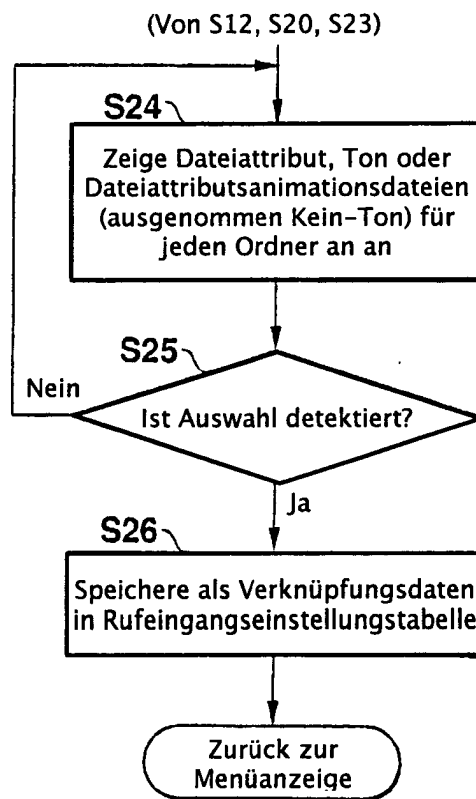 (Von S12, S20, S23)
S24
Zeige Dateiattribut, Ton oder
Dateiattributsanimationsdateien
(ausgenommen Kein-Ton) für
jeden Ordner an an
S25
Nein
Ist Auswahl detektiert?
Ja
S26
Speichere als Verknüpfungsdaten
in Rufeingangseinstellungstabelle
Zurück zur
Menüanzeige